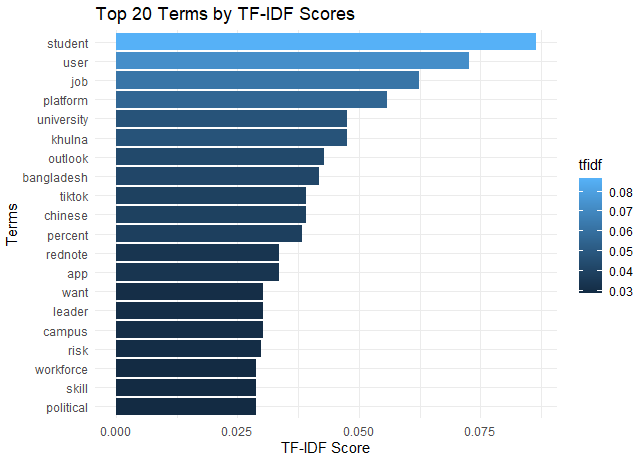 Top 20 Terms by TF-IDF Scores
student
user
job
platform
university
khulna
outlook
bangladesh
tiktok
chinese
percent
rednote
app
want
leader
campus
risk
workforce
skill
political
Terms
0.000 0.025 0.050 0.075
TF-IDF Score
tfidf
0.08
0.07
0.06
0.05
0.04
0.03